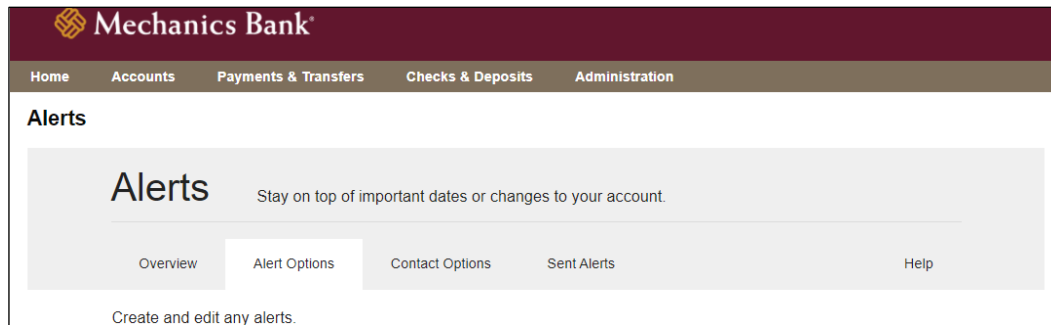 Mechanics Bank®
Home Accounts Payments & Transfers Checks & Deposits Administration
Alerts
Alerts Stay on top of important dates or changes to your account.
Overview Alert Options Contact Options Sent Alerts Help
Create and edit any alerts.